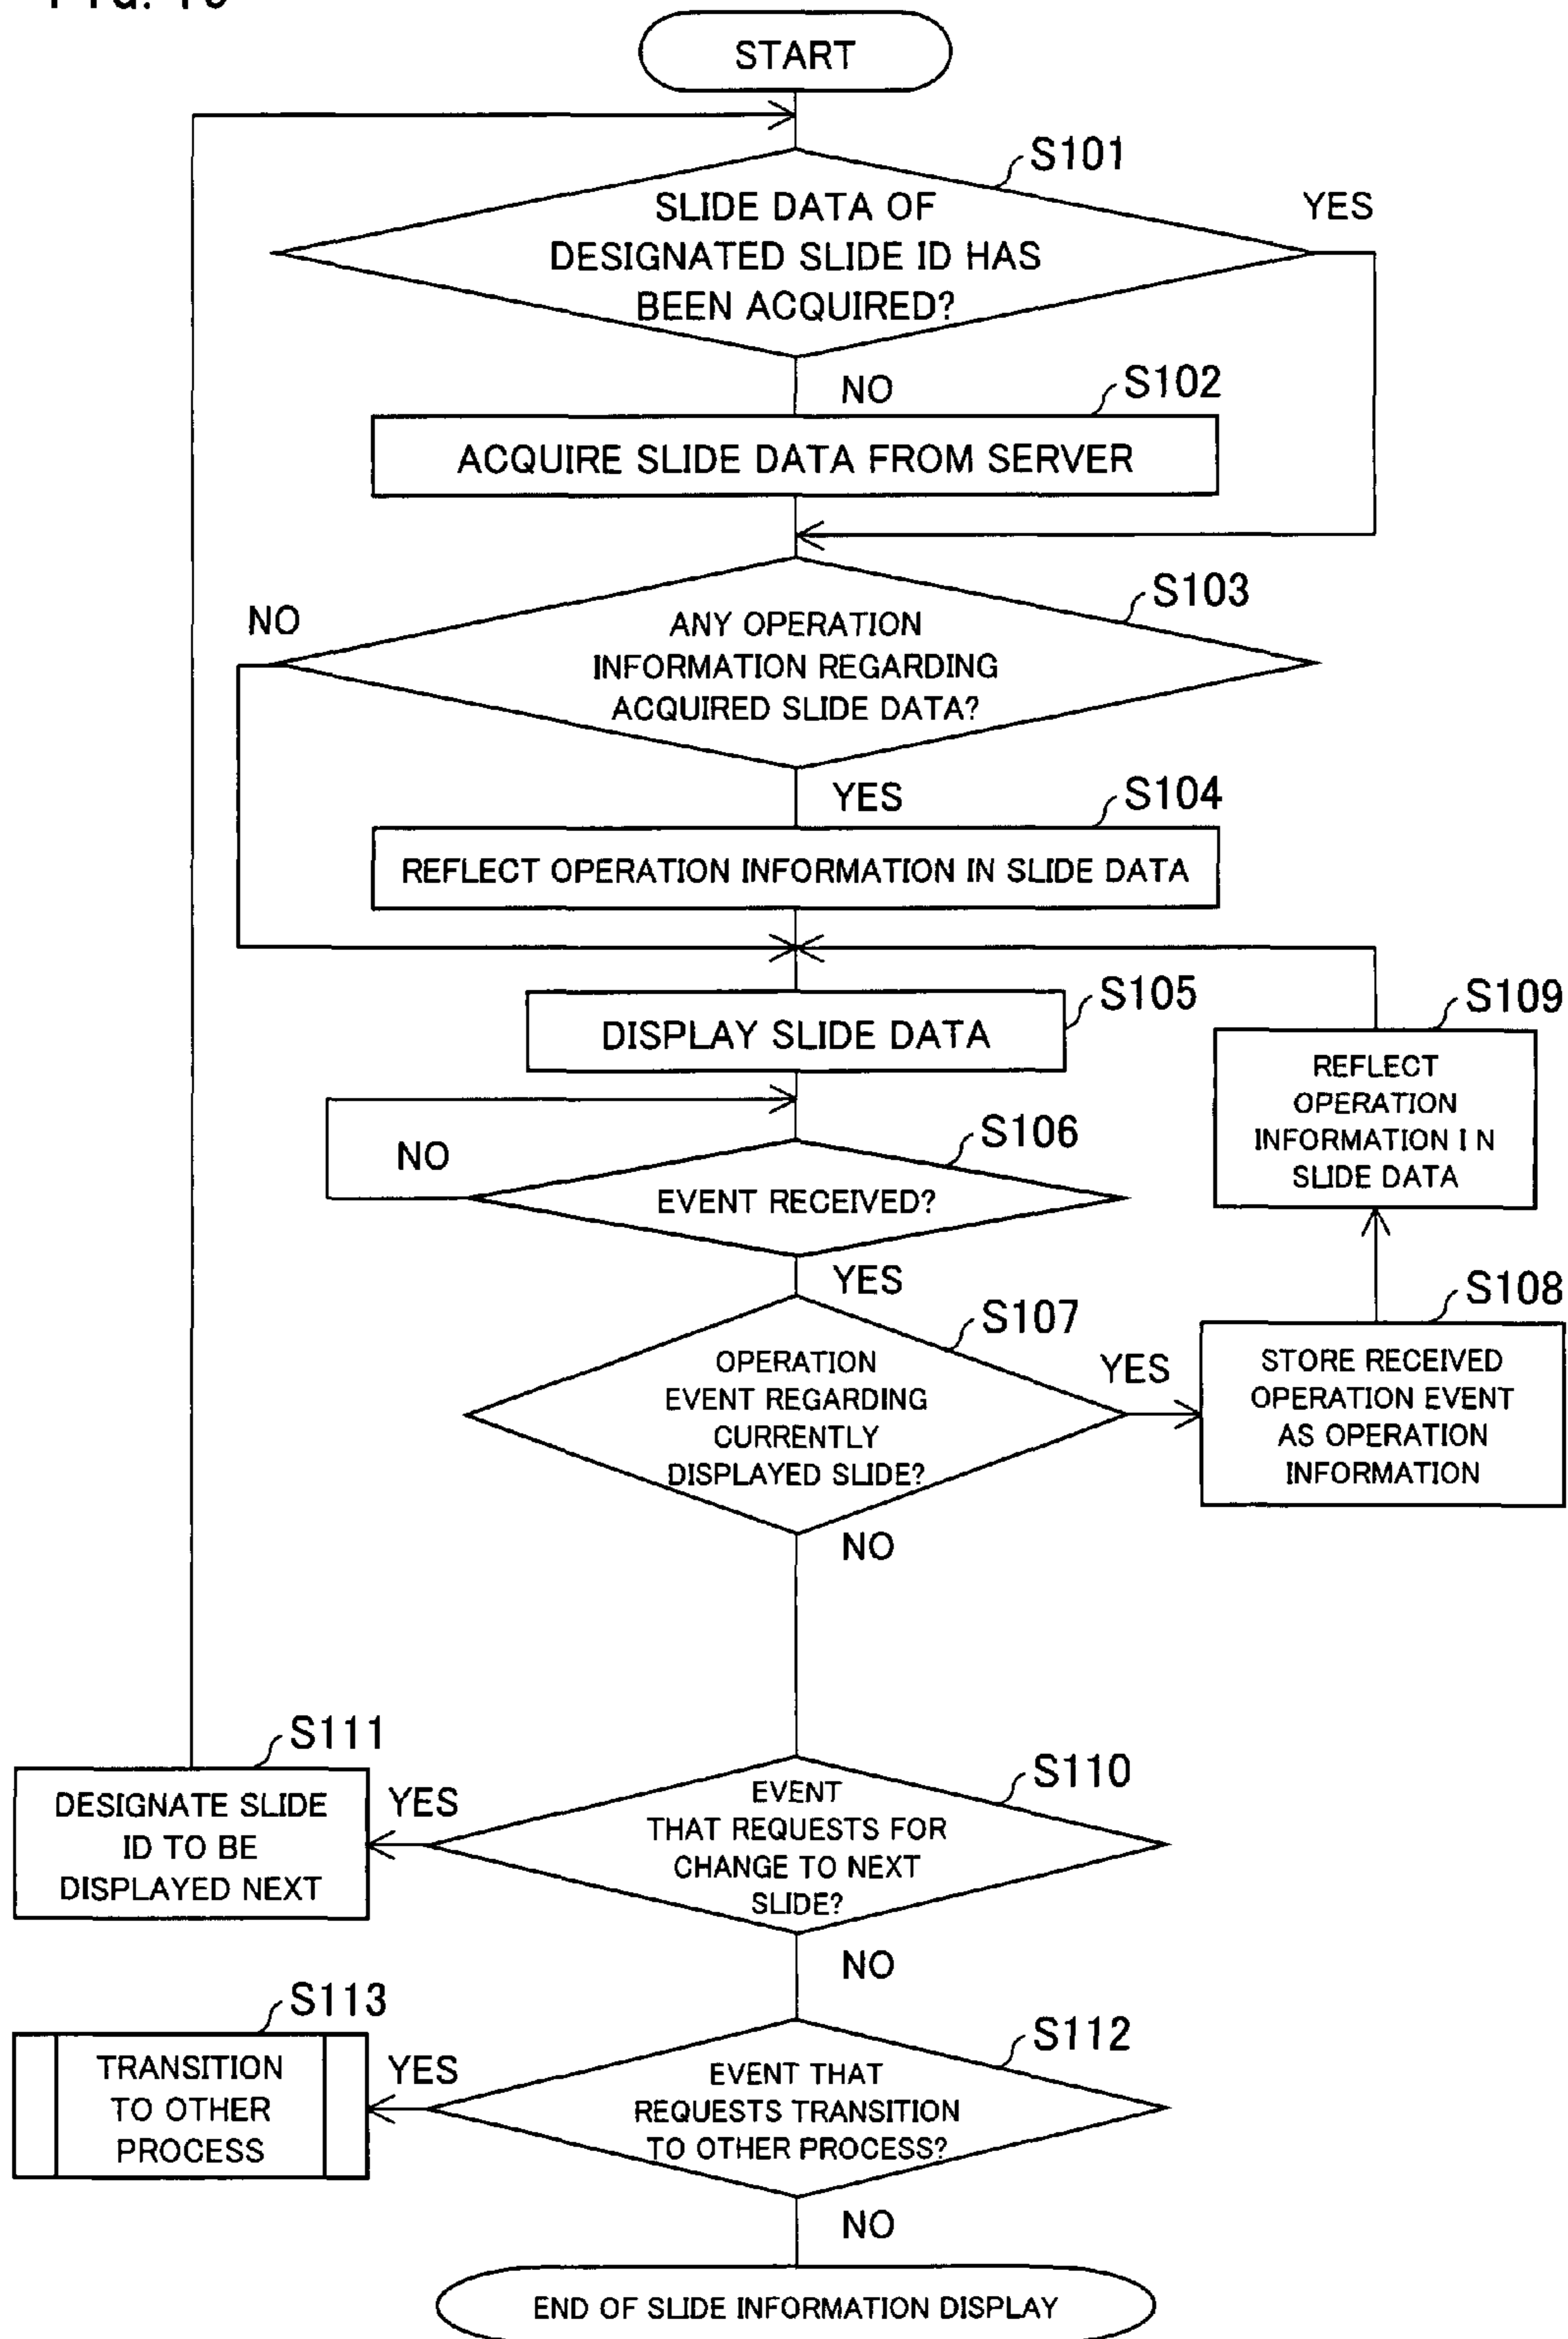 START
S101
SLIDE DATA OF
DESIGNATED SLIDE ID HAS
BEEN ACQUIRED?
YES
NO
S102
ACQUIRE SLIDE DATA FROM SERVER
S103
NO
ANY OPERATION
INFORMATION REGARDING
ACQUIRED SLIDE DATA?
YES
S104
REFLECT OPERATION INFORMATION IN SLIDE DATA
S105
DISPLAY SLIDE DATA
S109
REFLECT
OPERATION
INFORMATION I N
SLIDE DATA
S106
NO
EVENT RECEIVED?
YES
S107
OPERATION
EVENT REGARDING
CURRENTLY
DISPLAYED SLIDE?
YES
S108
STORE RECEIVED
OPERATION EVENT
AS OPERATION
INFORMATION
NO
S111
DESIGNATE SLIDE
ID TO BE
DISPLAYED NEXT
YES
S110
EVENT
THAT REQUESTS FOR
CHANGE TO NEXT
SLIDE?
NO
S113
TRANSITION
TO OTHER
PROCESS
YES
S112
EVENT THAT
REQUESTS TRANSITION
TO OTHER PROCESS?
NO
END OF SLIDE INFORMATION DISPLAY